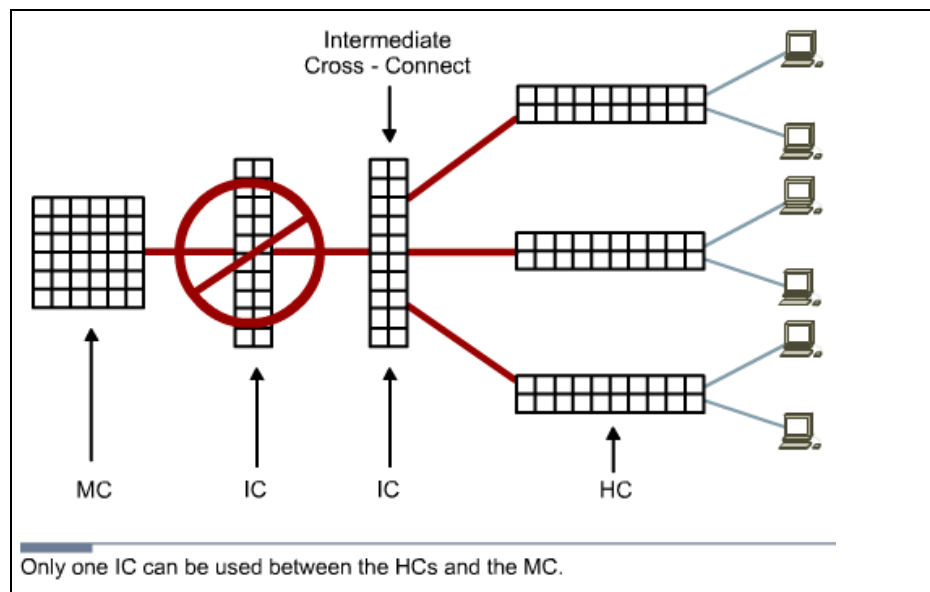 Intermediate
Cross - Connect
MC
IC
IC
HC
Only one IC can be used between the HCs and the MC.